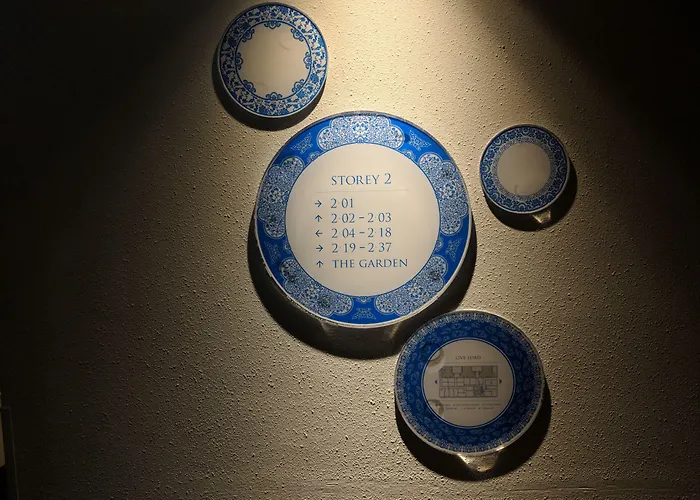 STOREY 2
→ 2·01
↑ 2·02 – 2·03
← 2·04 – 2·18
→ 2·19 – 2·37
↑ THE GARDEN